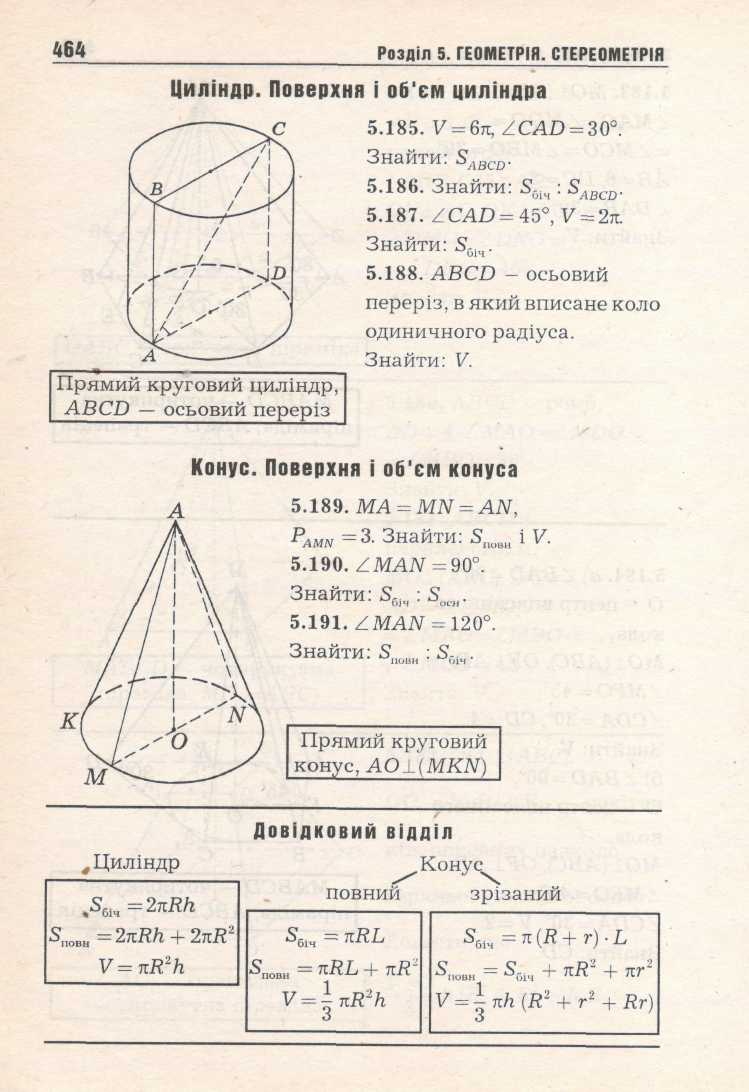 464
Розділ 5. ГЕОМЕТРІЯ. СТЕРЕОМЕТРІЯ
Циліндр. Поверхня і об'єм циліндра
C
B
D
A
Прямий круговий циліндр,
ABCD — осьовий переріз
5.185. V = 6π, ∠CAD = 30°.
Знайти: S_ABCD.
5.186. Знайти: S_біч : S_ABCD.
5.187. ∠CAD = 45°, V = 2π.
Знайти: S_біч.
5.188. ABCD — осьовий
переріз, в який вписане коло
одиничного радіуса.
Знайти: V.
Конус. Поверхня і об'єм конуса
A
K
N
O
M
5.189. MA = MN = AN,
P_AMN = 3. Знайти: S_повн і V.
5.190. ∠MAN = 90°.
Знайти: S_біч : S_осн.
5.191. ∠MAN = 120°.
Знайти: S_повн : S_біч.
Прямий круговий
конус, AO⊥(MKN)
Довідковий відділ
Циліндр
S_біч = 2πRh
S_повн = 2πRh + 2πR²
V = πR²h
Конус
повний
зрізаний
S_біч = πRL
S_повн = πRL + πR²
V = 1/3 πR²h
S_біч = π (R + r) · L
S_повн = S_біч + πR² + πr²
V = 1/3 πh (R² + r² + Rr)